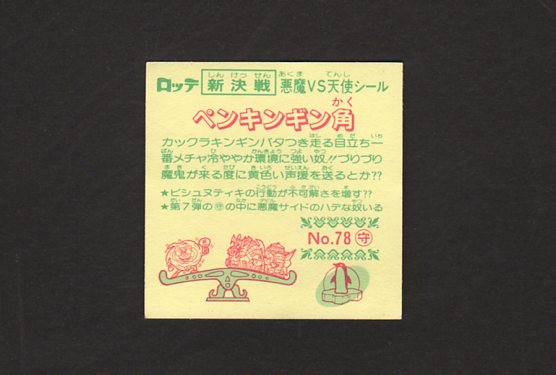 ロッテ 新決戦 悪魔VS天使シール
ペンキンギン角
カックラキンギンバタつき走る目立ち一
番メチャ冷ややか環境に強い奴!!づりづり
魔鬼が来る度に黄色い声援を送るとか??
★ビシュヌティキの行動が不可解さを増す??
★第7弾の㊡の中に悪魔サイドのハデな奴いる
No.78 守